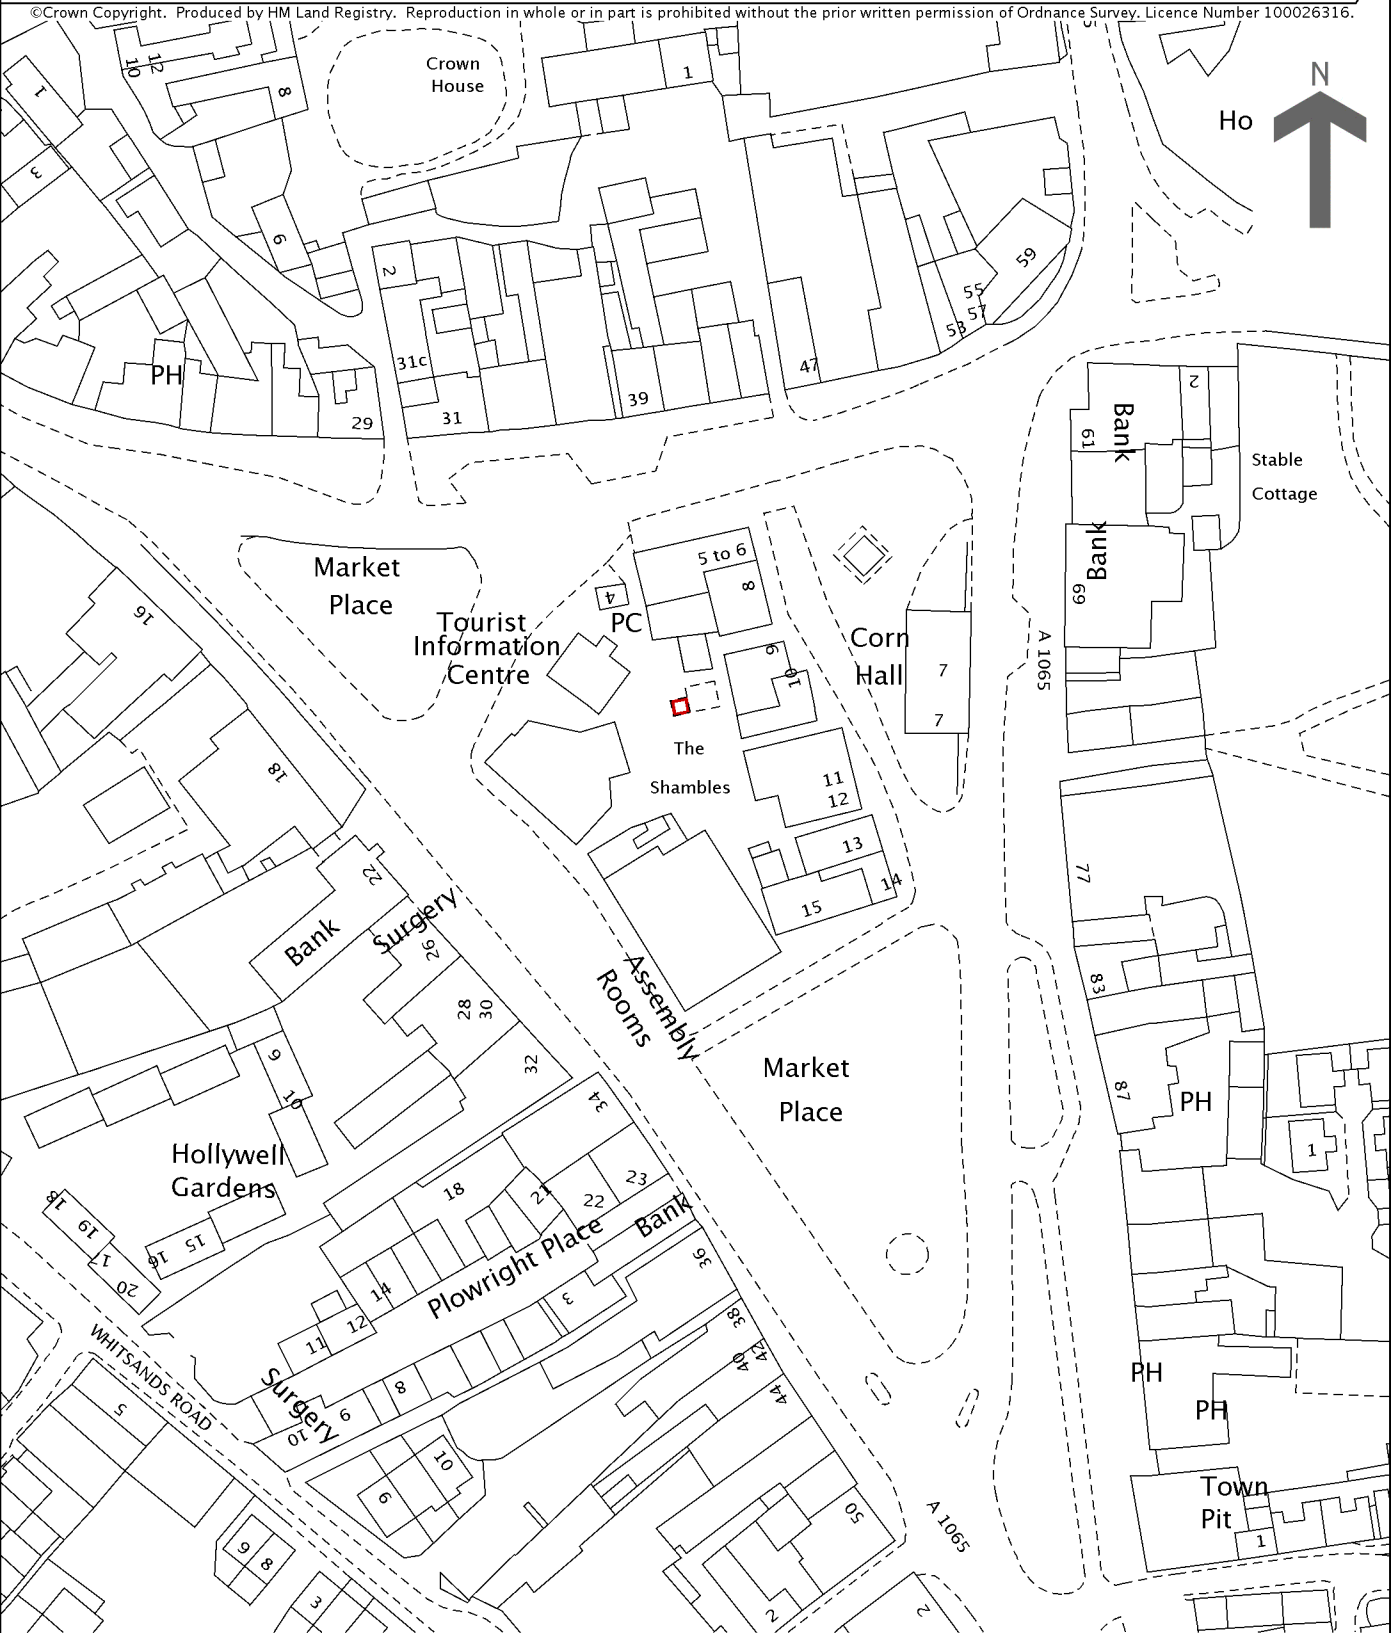 ©Crown Copyright. Produced by HM Land Registry. Reproduction in whole or in part is prohibited without the prior written permission of Ordnance Survey. Licence Number 100026316.
Crown
House
1
10
12
8
1
3
6
N
Ho
2
59
55
57
53
31c
47
PH
39
31
29
2
Bank
61
Stable
Cottage
Bank
69
Market
Place
5 to 6
8
4
PC
Tourist
Information
Centre
16
Corn
Hall
7
7
9
10
A 1065
The
Shambles
11
12
18
13
14
15
77
22
Bank
Surgery
26
28
30
32
Assembly
Rooms
83
Market
Place
87
PH
1
9
10
34
Hollywell
Gardens
18
19
17
20
16
15
18
21
22
23
Plowright Place
Bank
36
14
12
11
3
38
42
40
44
8
6
10
Surgery
WHITSANDS ROAD
5
10
6
9
8
3
50
A 1065
PH
PH
Town
Pit
1
2
2